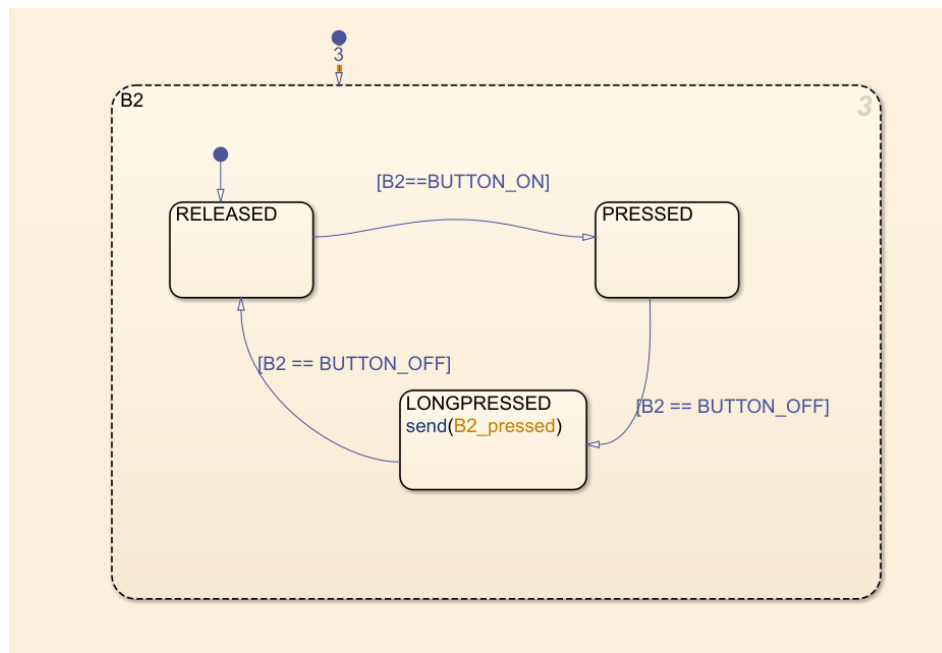 3
B2
3
[B2==BUTTON_ON]
RELEASED
PRESSED
[B2 == BUTTON_OFF]
LONGPRESSED
send(B2_pressed)
[B2 == BUTTON_OFF]